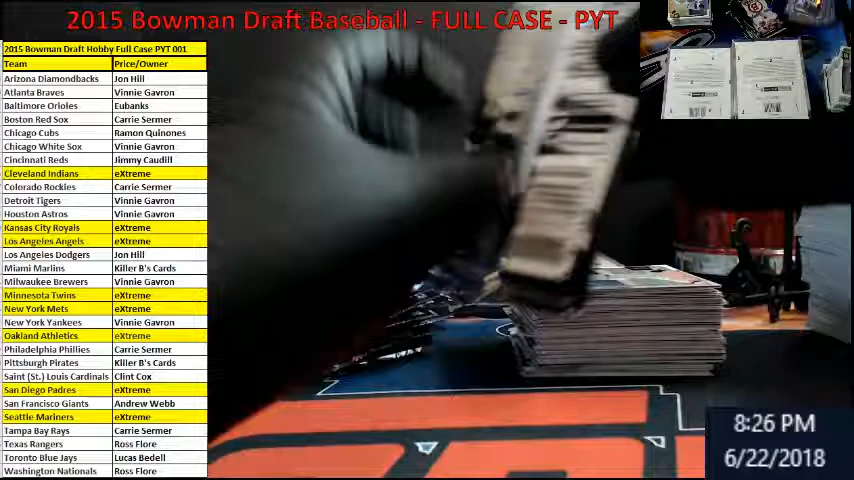 2015 Bowman Draft Baseball - FULL CASE - PYT
2015 Bowman Draft Hobby Full Case PYT 001
Team Price/Owner
Arizona Diamondbacks Jon Hill
Atlanta Braves Vinnie Gavron
Baltimore Orioles Eubanks
Boston Red Sox Carrie Sermer
Chicago Cubs Ramon Quinones
Chicago White Sox Vinnie Gavron
Cincinnati Reds Jimmy Caudill
Cleveland Indians eXtreme
Colorado Rockies Carrie Sermer
Detroit Tigers Vinnie Gavron
Houston Astros Vinnie Gavron
Kansas City Royals eXtreme
Los Angeles Angels eXtreme
Los Angeles Dodgers Jon Hill
Miami Marlins Killer B's Cards
Milwaukee Brewers Vinnie Gavron
Minnesota Twins eXtreme
New York Mets eXtreme
New York Yankees Vinnie Gavron
Oakland Athletics eXtreme
Philadelphia Phillies Carrie Sermer
Pittsburgh Pirates Killer B's Cards
Saint (St.) Louis Cardinals Clint Cox
San Diego Padres eXtreme
San Francisco Giants Andrew Webb
Seattle Mariners eXtreme
Tampa Bay Rays Carrie Sermer
Texas Rangers Ross Flore
Toronto Blue Jays Lucas Bedell
Washington Nationals Ross Flore
8:26 PM
6/22/2018